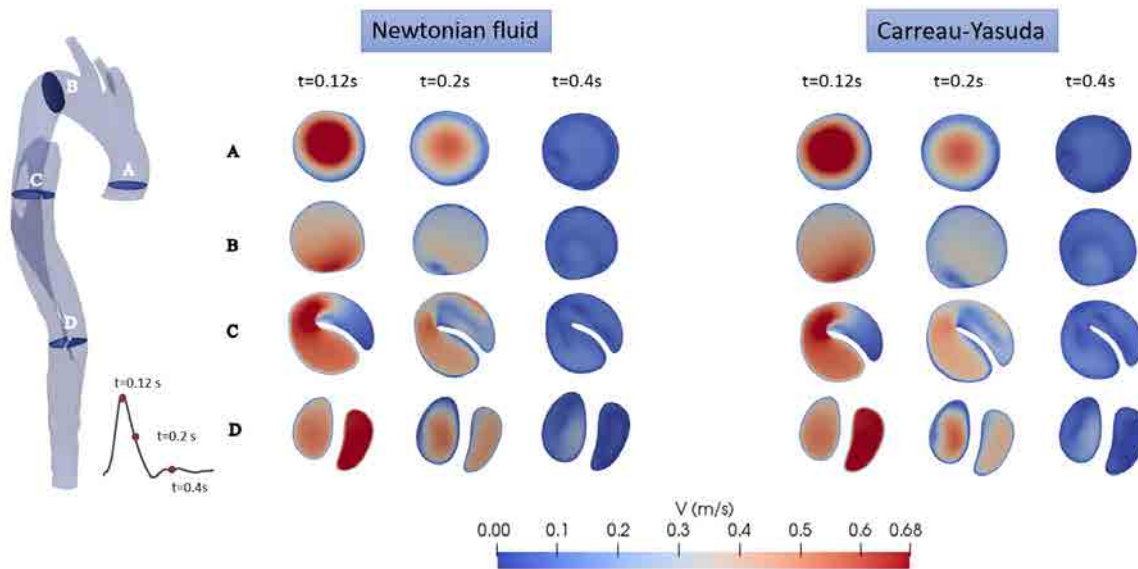 Newtonian fluid
Carreau-Yasuda
t=0.12s
t=0.2s
t=0.4s
t=0.12s
t=0.2s
t=0.4s
B
A
C
D
A
B
C
D
t=0.12 s
t=0.2 s
t=0.4s
V (m/s)
0.00 0.1 0.2 0.3 0.4 0.5 0.6 0.68